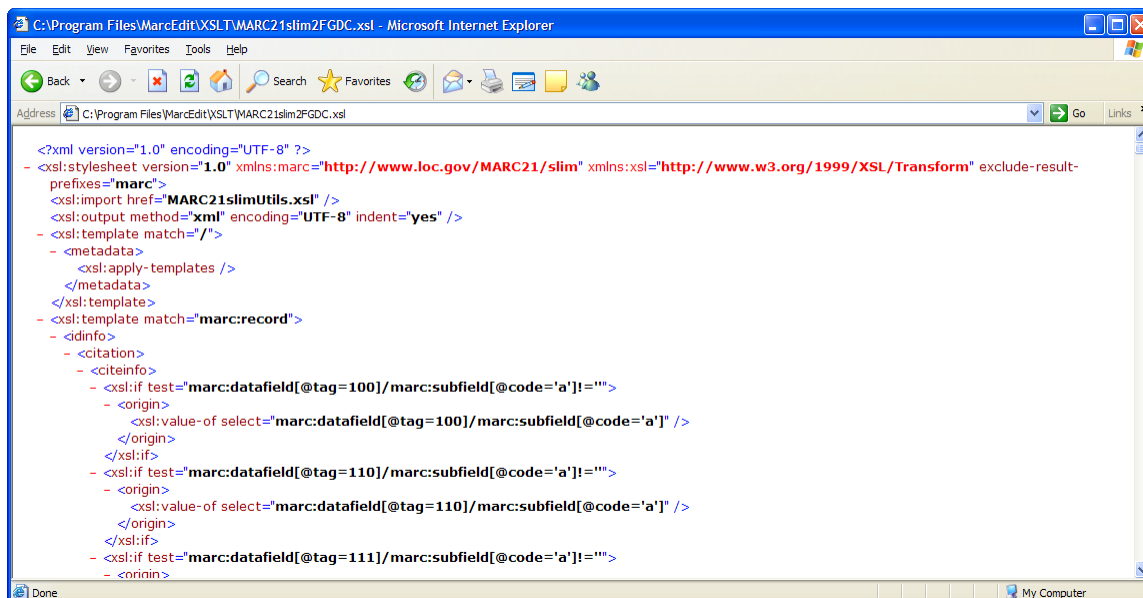 C:\Program Files\MarcEdit\XSLT\MARC21slim2FGDC.xsl - Microsoft Internet Explorer
File Edit View Favorites Tools Help
Back Search Favorites
Address C:\Program Files\MarcEdit\XSLT\MARC21slim2FGDC.xsl Go Links
<?xml version="1.0" encoding="UTF-8" ?>
- <xsl:stylesheet version="1.0" xmlns:marc="http://www.loc.gov/MARC21/slim" xmlns:xsl="http://www.w3.org/1999/XSL/Transform" exclude-result-
prefixes="marc">
<xsl:import href="MARC21slimUtils.xsl" />
<xsl:output method="xml" encoding="UTF-8" indent="yes" />
- <xsl:template match="/">
- <metadata>
<xsl:apply-templates />
</metadata>
</xsl:template>
- <xsl:template match="marc:record">
- <idinfo>
- <citation>
- <citeinfo>
- <xsl:if test="marc:datafield[@tag=100]/marc:subfield[@code='a']!=''">
- <origin>
<xsl:value-of select="marc:datafield[@tag=100]/marc:subfield[@code='a']" />
</origin>
</xsl:if>
- <xsl:if test="marc:datafield[@tag=110]/marc:subfield[@code='a']!=''">
- <origin>
<xsl:value-of select="marc:datafield[@tag=110]/marc:subfield[@code='a']" />
</origin>
</xsl:if>
- <xsl:if test="marc:datafield[@tag=111]/marc:subfield[@code='a']!=''">
- <origin>
Done My Computer